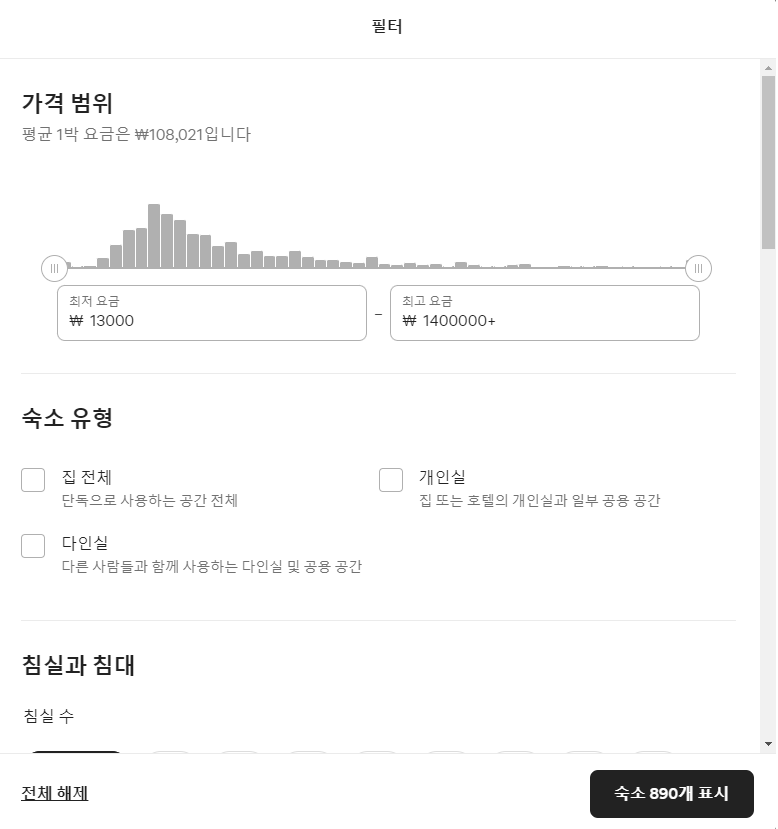 필터
가격 범위
평균 1박 요금은 ₩108,021입니다
최저 요금
₩ 13000
–
최고 요금
₩ 1400000+
숙소 유형
집 전체
단독으로 사용하는 공간 전체
개인실
집 또는 호텔의 개인실과 일부 공용 공간
다인실
다른 사람들과 함께 사용하는 다인실 및 공용 공간
침실과 침대
침실 수
전체 해제
숙소 890개 표시